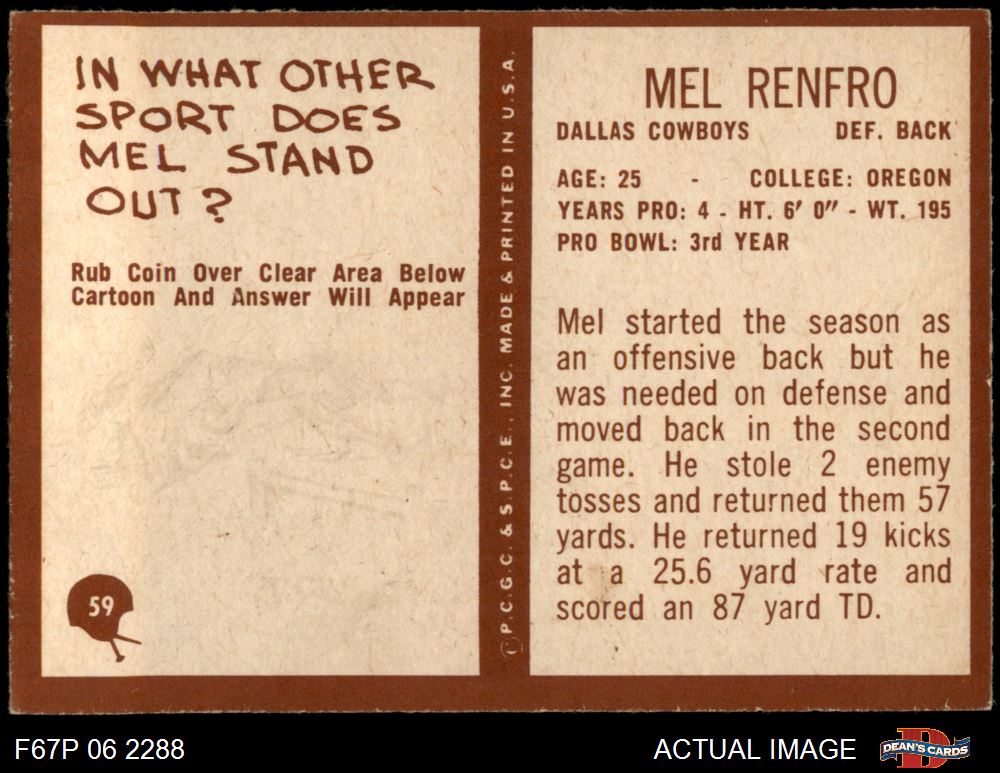 IN WHAT OTHER
SPORT DOES
MEL STAND
OUT?
Rub Coin Over Clear Area Below
Cartoon And Answer Will Appear
59
© P.C.G.C. & S.P.C.E., INC. MADE & PRINTED IN U.S.A.
MEL RENFRO
DALLAS COWBOYS DEF. BACK
AGE: 25 - COLLEGE: OREGON
YEARS PRO: 4 - HT. 6' 0" - WT. 195
PRO BOWL: 3rd YEAR
Mel started the season as
an offensive back but he
was needed on defense and
moved back in the second
game. He stole 2 enemy
tosses and returned them 57
yards. He returned 19 kicks
at a 25.6 yard rate and
scored an 87 yard TD.
F67P 06 2288
ACTUAL IMAGE
DEAN'S CARDS